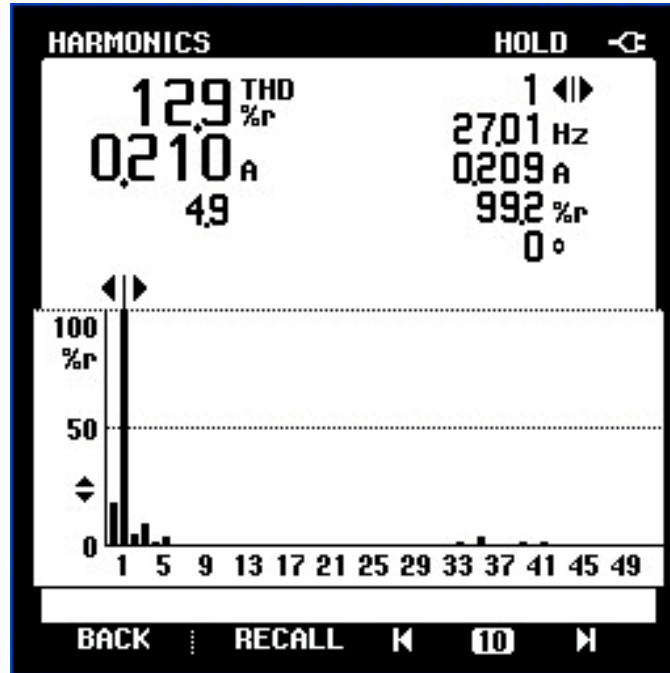 HARMONICS HOLD
12.9 THD %r 1
27.01 Hz
0.210 A 0.209 A
4.9 99.2 %r
0 °
100
%r
50
0
1 5 9 13 17 21 25 29 33 37 41 45 49
BACK RECALL 10